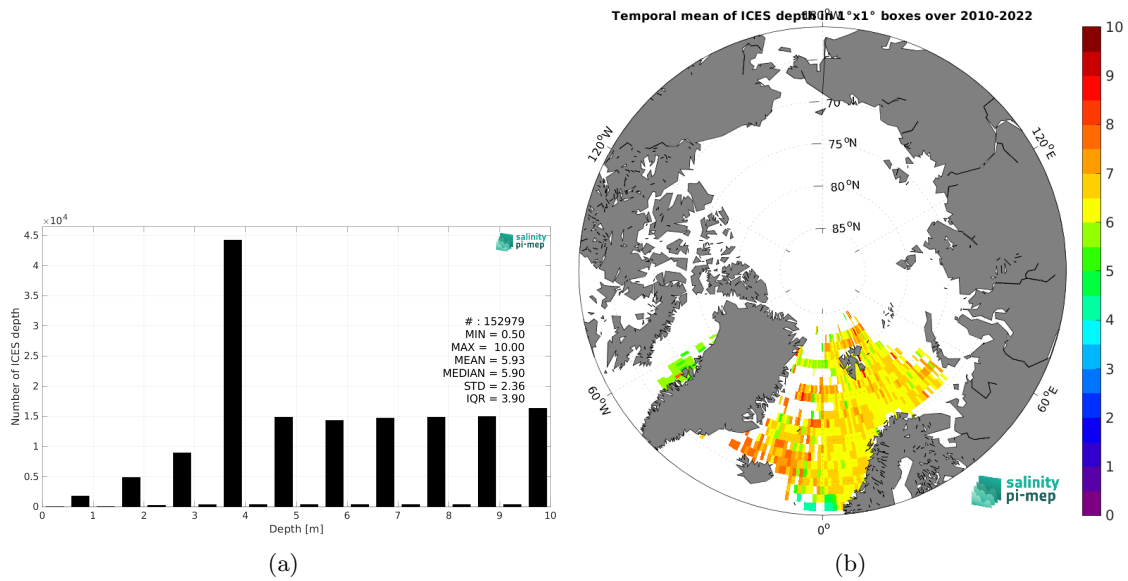 ×10⁴
4.5
4
3.5
3
2.5
2
1.5
1
0.5
0
Number of ICES depth
salinity
pi-mep
# : 152979
MIN = 0.50
MAX = 10.00
MEAN = 5.93
MEDIAN = 5.90
STD = 2.36
IQR = 3.90
0 1 2 3 4 5 6 7 8 9 10
Depth [m]
(a)
Temporal mean of ICES depth in 1°x1° boxes over 2010-2022
180°W
120°W
120°E
70°N
75°N
80°N
85°N
60°W
60°E
0°
salinity
pi-mep
10
9
8
7
6
5
4
3
2
1
0
(b)